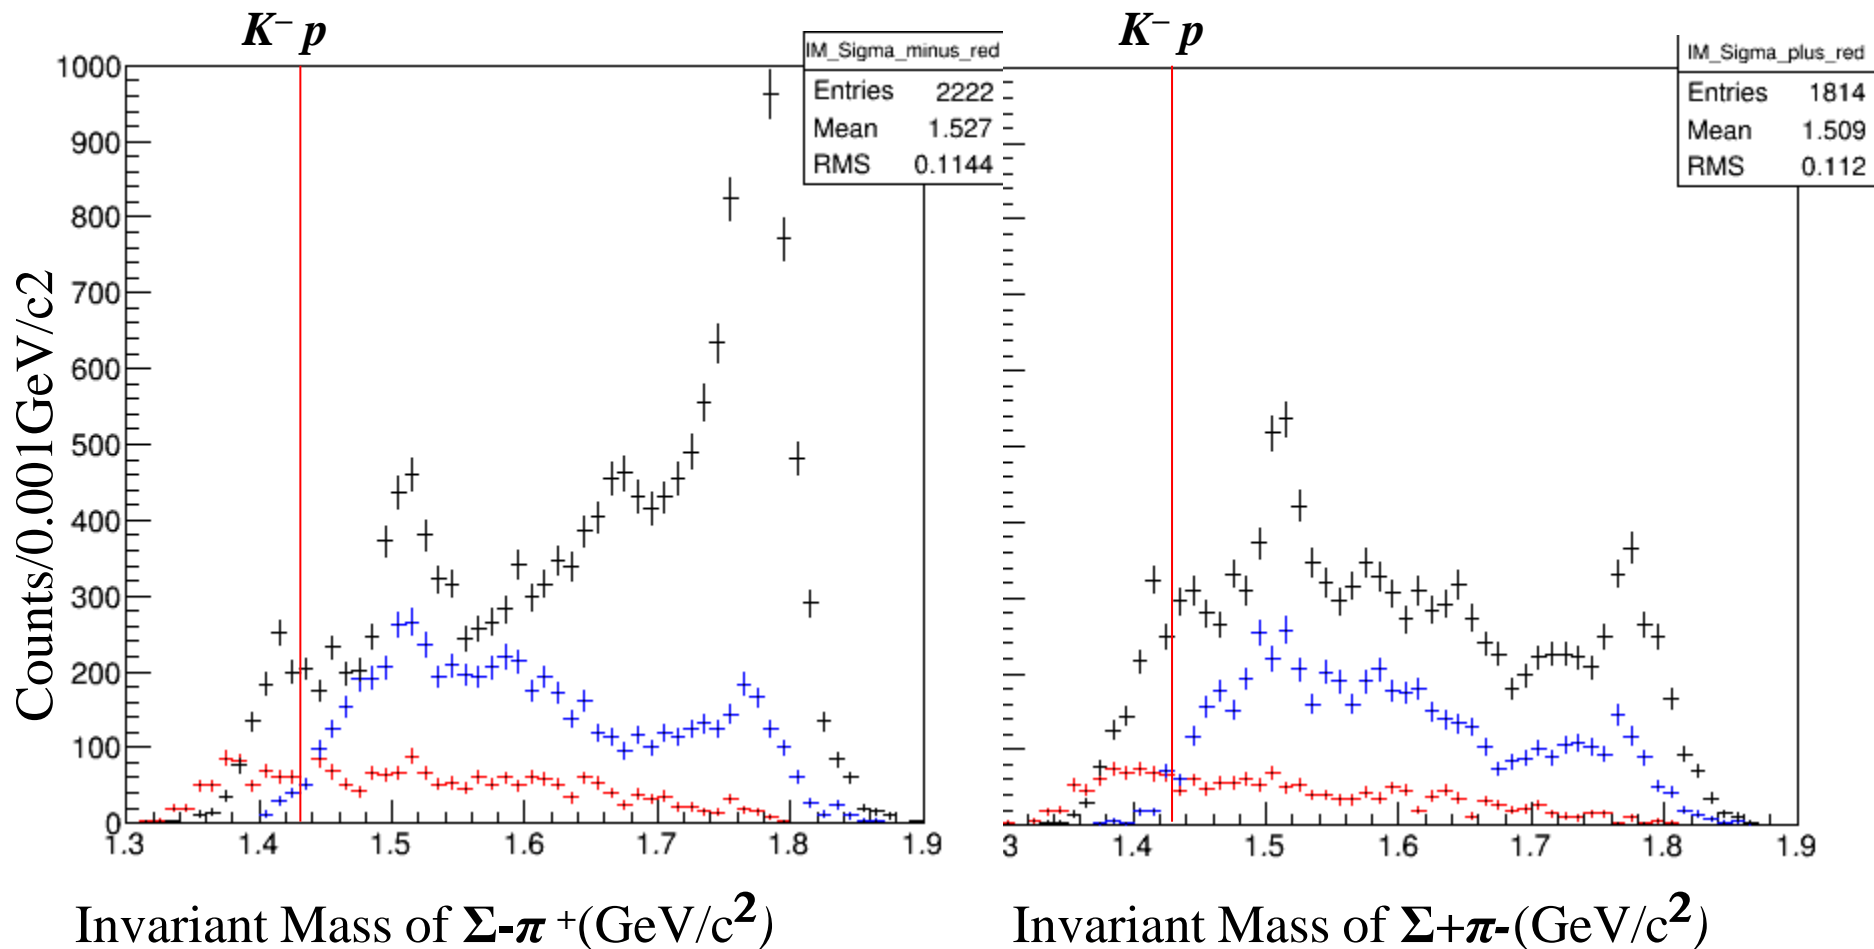 K⁻ p
K⁻ p
IM_Sigma_minus_red
Entries 2222
Mean 1.527
RMS 0.1144
IM_Sigma_plus_red
Entries 1814
Mean 1.509
RMS 0.112
Counts/0.001GeV/c2
1000
900
800
700
600
500
400
300
200
100
0
1.3 1.4 1.5 1.6 1.7 1.8 1.9
3 1.4 1.5 1.6 1.7 1.8 1.9
Invariant Mass of Σ-π +(GeV/c²)
Invariant Mass of Σ+π-(GeV/c²)